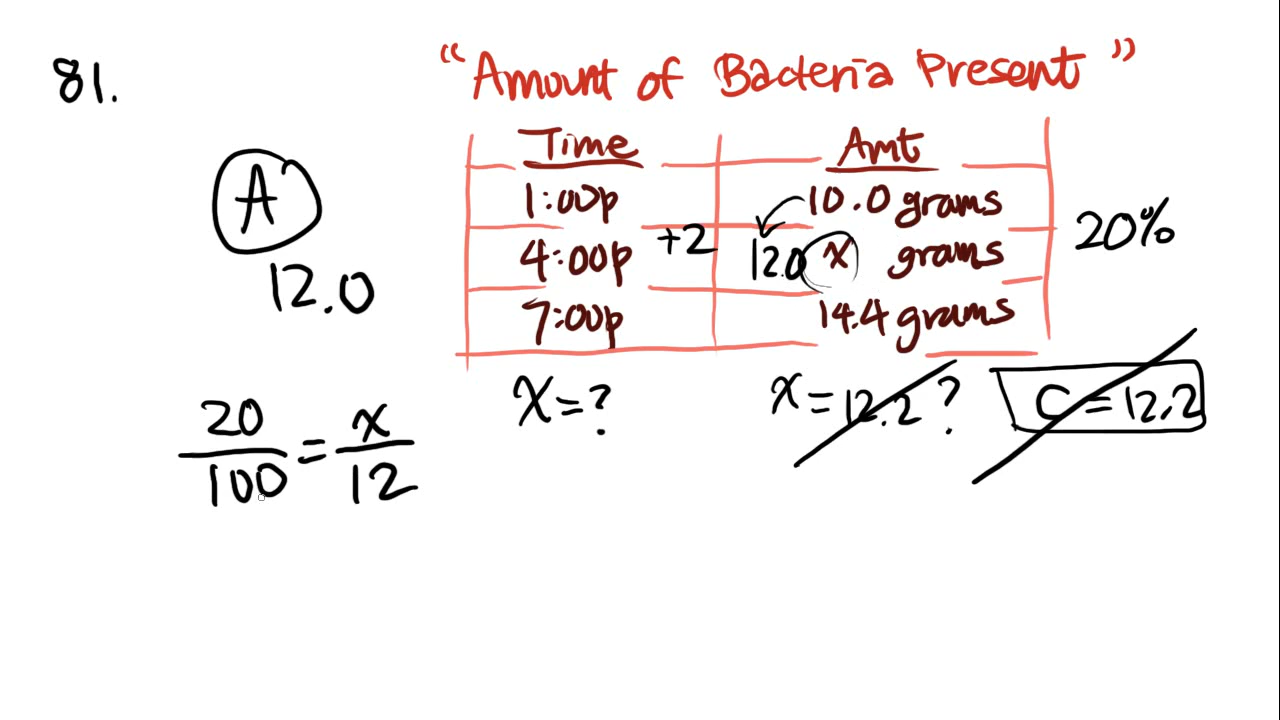 81.
"Amount of Bacteria Present"
Time Amt
1:00p 10.0 grams
4:00p +2 12.0 x grams 20%
7:00p 14.4 grams
A
12.0
x = ? x = 12.2 ? C = 12.2
20/100 = x/12